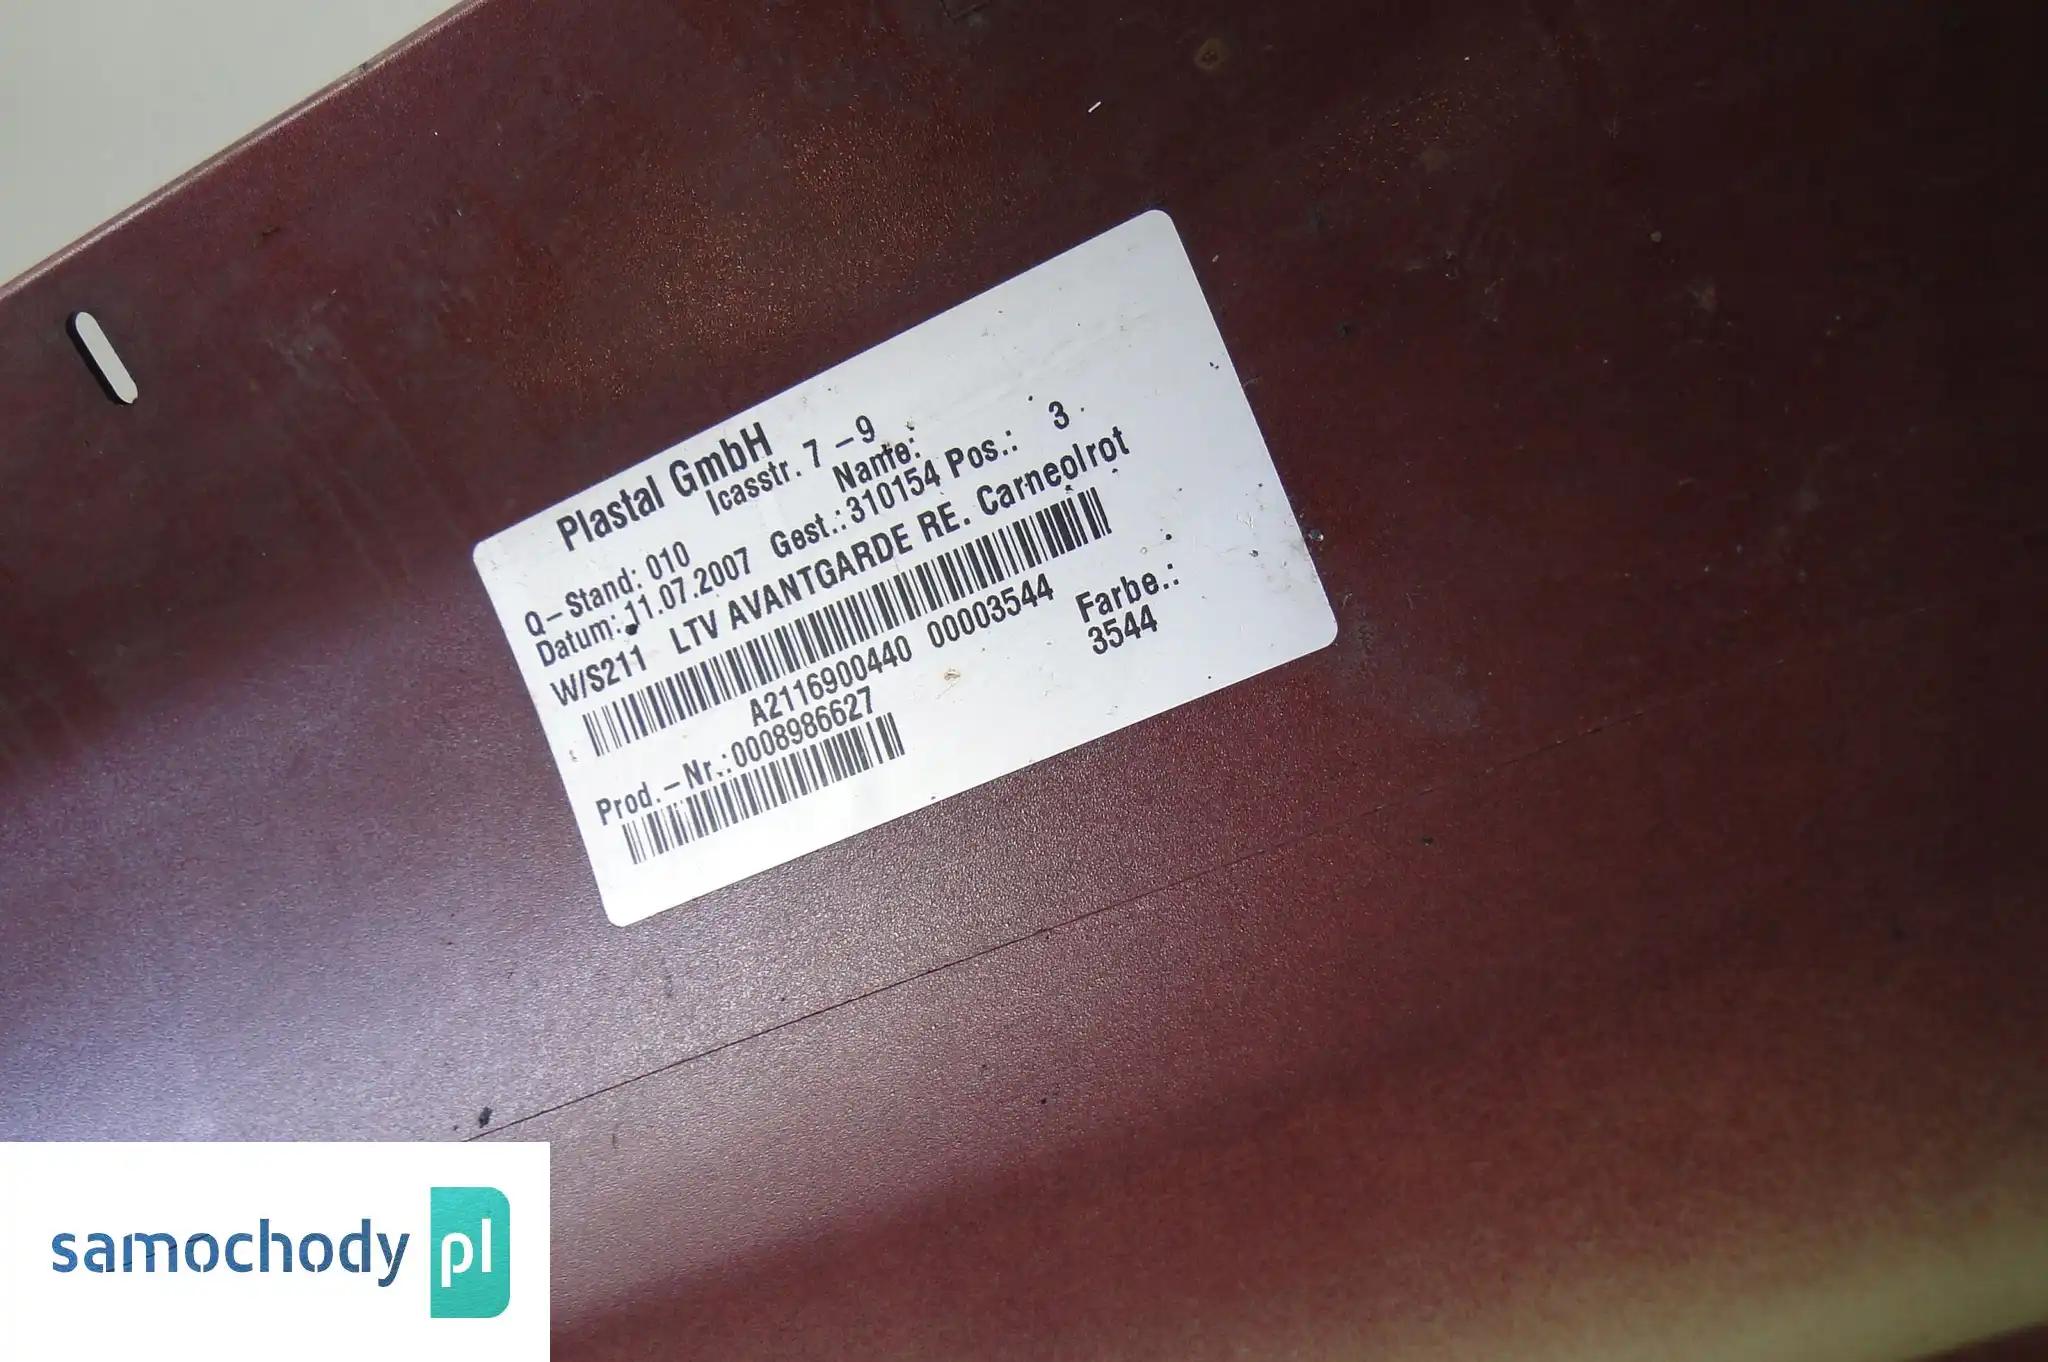 Plastal GmbH
Icasstr. 7-9
Q-Stand: 010 Name:
Datum: 11.07.2007 Gest.: 310154 Pos.: 3
W/S211 LTV AVANTGARDE RE. Carneolrot
A2116900440 00003544
Prod.-Nr.: 0008986627 Farbe.:
3544
samochody pl